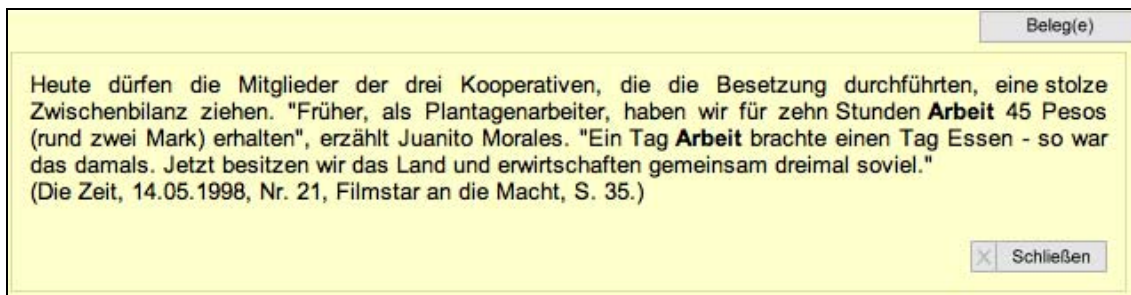 Beleg(e)
Heute dürfen die Mitglieder der drei Kooperativen, die die Besetzung durchführten, eine stolze
Zwischenbilanz ziehen. "Früher, als Plantagenarbeiter, haben wir für zehn Stunden Arbeit 45 Pesos
(rund zwei Mark) erhalten", erzählt Juanito Morales. "Ein Tag Arbeit brachte einen Tag Essen - so war
das damals. Jetzt besitzen wir das Land und erwirtschaften gemeinsam dreimal soviel."
(Die Zeit, 14.05.1998, Nr. 21, Filmstar an die Macht, S. 35.)
X Schließen